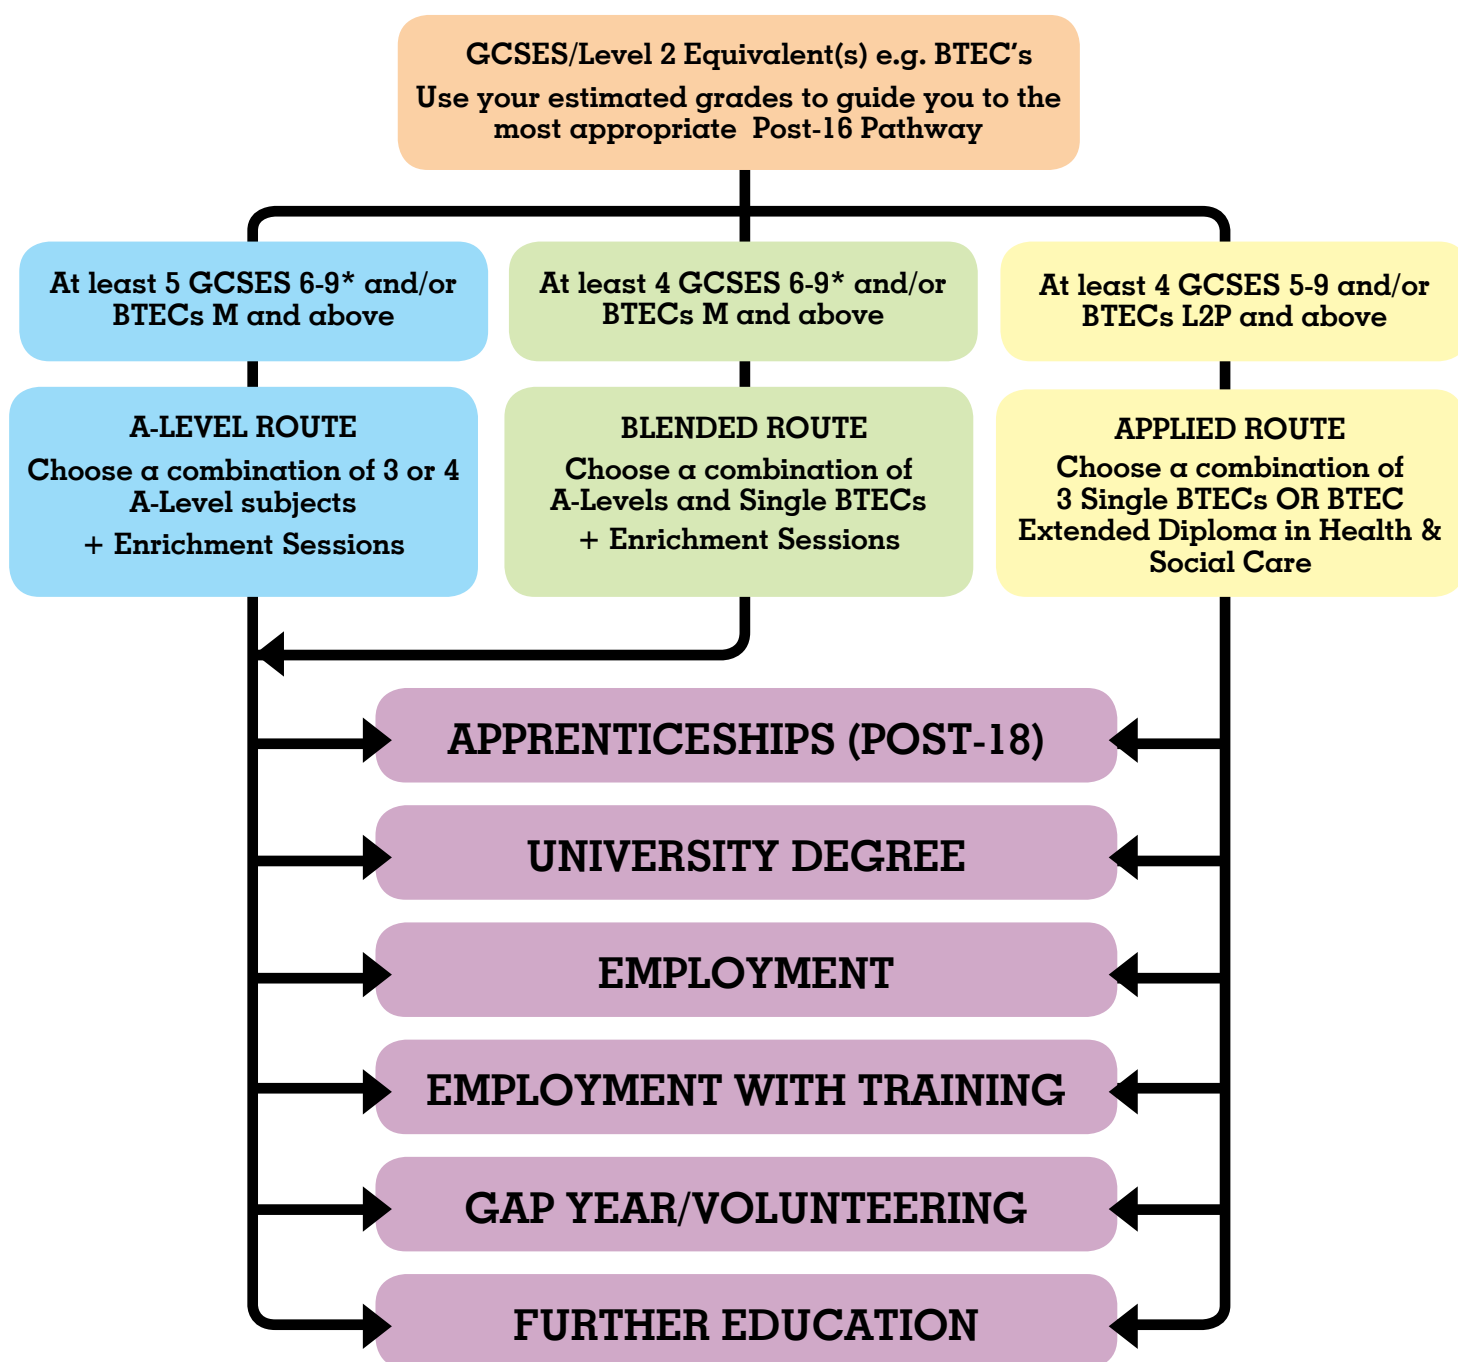 GCSES/Level 2 Equivalent(s) e.g. BTEC's
Use your estimated grades to guide you to the
most appropriate Post-16 Pathway
At least 5 GCSES 6-9* and/or
BTECs M and above
At least 4 GCSES 6-9* and/or
BTECs M and above
At least 4 GCSES 5-9 and/or
BTECs L2P and above
A-LEVEL ROUTE
Choose a combination of 3 or 4
A-Level subjects
+ Enrichment Sessions
BLENDED ROUTE
Choose a combination of
A-Levels and Single BTECs
+ Enrichment Sessions
APPLIED ROUTE
Choose a combination of
3 Single BTECs OR BTEC
Extended Diploma in Health &
Social Care
APPRENTICESHIPS (POST-18)
UNIVERSITY DEGREE
EMPLOYMENT
EMPLOYMENT WITH TRAINING
GAP YEAR/VOLUNTEERING
FURTHER EDUCATION